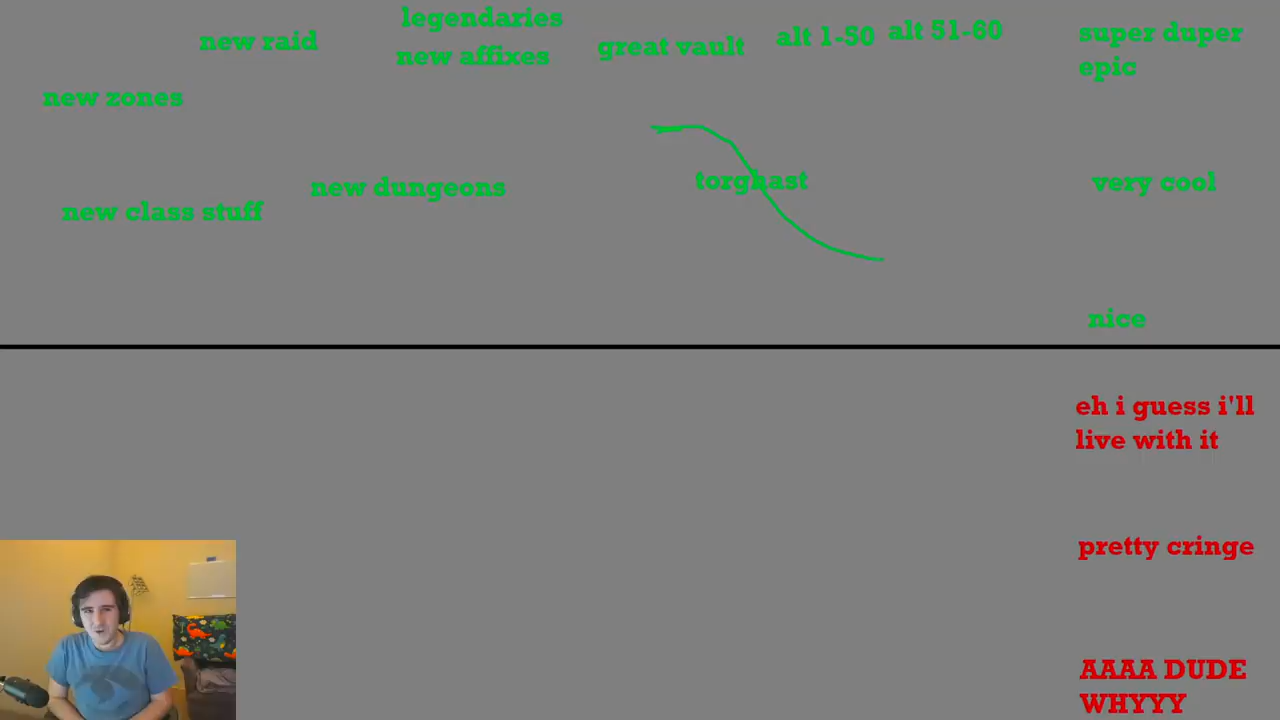 legendaries
new raid
new affixes
great vault
alt 1-50
alt 51-60
super duper
epic
new zones
new class stuff
new dungeons
torghast
very cool
nice
eh i guess i'll
live with it
pretty cringe
AAAA DUDE
WHYYY